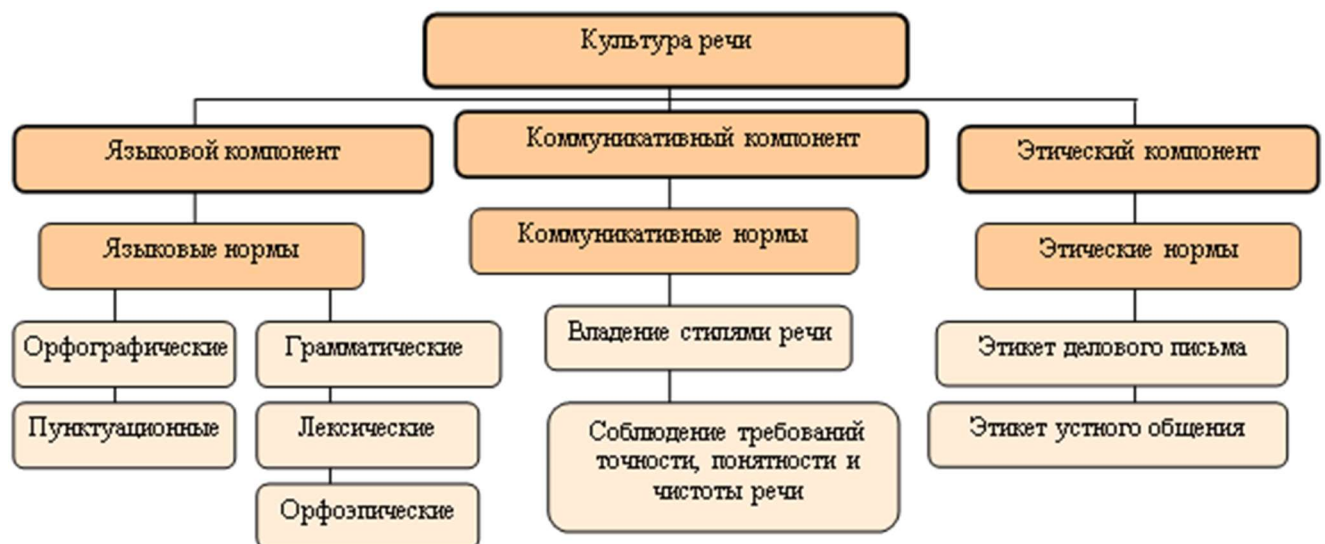 Культура речи
Языковой компонент
Коммуникативный компонент
Этический компонент
Языковые нормы
Коммуникативные нормы
Этические нормы
Орфографические
Грамматические
Владение стилями речи
Этикет делового письма
Пунктуационные
Лексические
Соблюдение требований
точности, понятности и
чистоты речи
Этикет устного общения
Орфоэпические